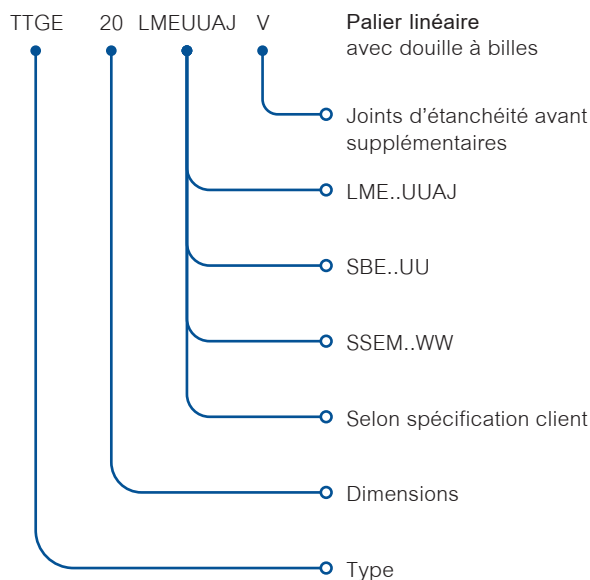 TTGE 20 LMEUUAJ V
Palier linéaire
avec douille à billes
Joints d’étanchéité avant
supplémentaires
LME..UUAJ
SBE..UU
SSEM..WW
Selon spécification client
Dimensions
Type